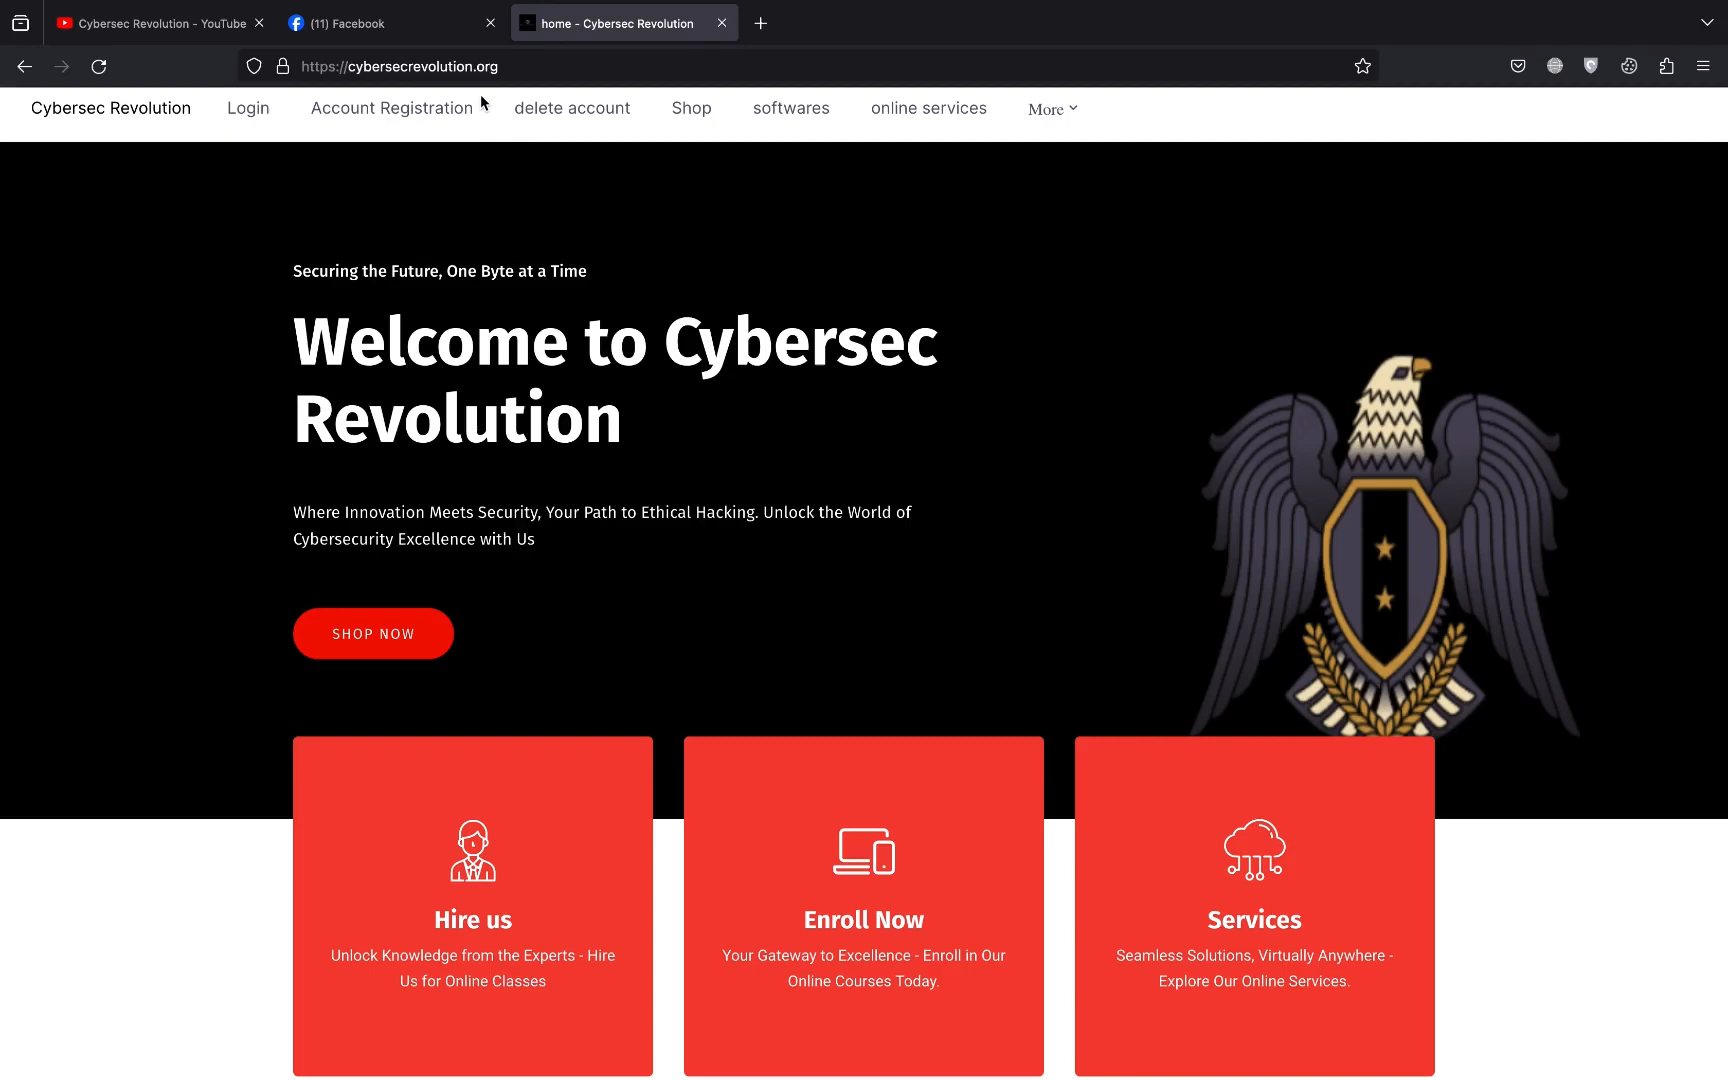 Cybersec Revolution - YouTube
(11) Facebook
home - Cybersec Revolution
https://cybersecrevolution.org
Cybersec Revolution
Login
Account Registration
delete account
Shop
softwares
online services
More
Securing the Future, One Byte at a Time
Welcome to Cybersec
Revolution
Where Innovation Meets Security, Your Path to Ethical Hacking. Unlock the World of
Cybersecurity Excellence with Us
SHOP NOW
Hire us
Unlock Knowledge from the Experts - Hire
Us for Online Classes
Enroll Now
Your Gateway to Excellence - Enroll in Our
Online Courses Today.
Services
Seamless Solutions, Virtually Anywhere -
Explore Our Online Services.